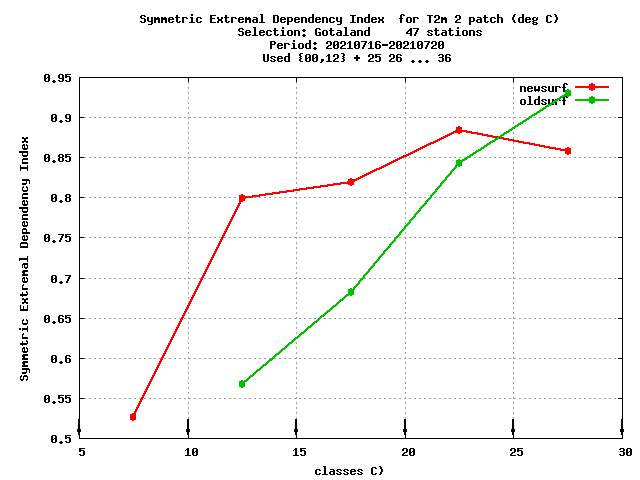 Symmetric Extremal Dependency Index  for T2m 2 patch (deg C)
Selection: Gotaland     47 stations
Period: 20210716-20210720
Used {00,12} + 25 26 ... 36
newsurf
oldsurf
Symmetric Extremal Dependency Index
0.95
0.9
0.85
0.8
0.75
0.7
0.65
0.6
0.55
0.5
5 10 15 20 25 30
classes C)